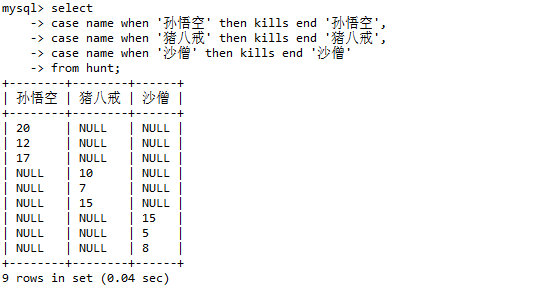 mysql> select
    -> case name when '孙悟空' then kills end '孙悟空',
    -> case name when '猪八戒' then kills end '猪八戒',
    -> case name when '沙僧' then kills end '沙僧'
    -> from hunt;
+--------+--------+------+
| 孙悟空 | 猪八戒 | 沙僧 |
+--------+--------+------+
| 20     | NULL   | NULL |
| 12     | NULL   | NULL |
| 17     | NULL   | NULL |
| NULL   | 10     | NULL |
| NULL   | 7      | NULL |
| NULL   | 15     | NULL |
| NULL   | NULL   | 15   |
| NULL   | NULL   | 5    |
| NULL   | NULL   | 8    |
+--------+--------+------+
9 rows in set (0.04 sec)